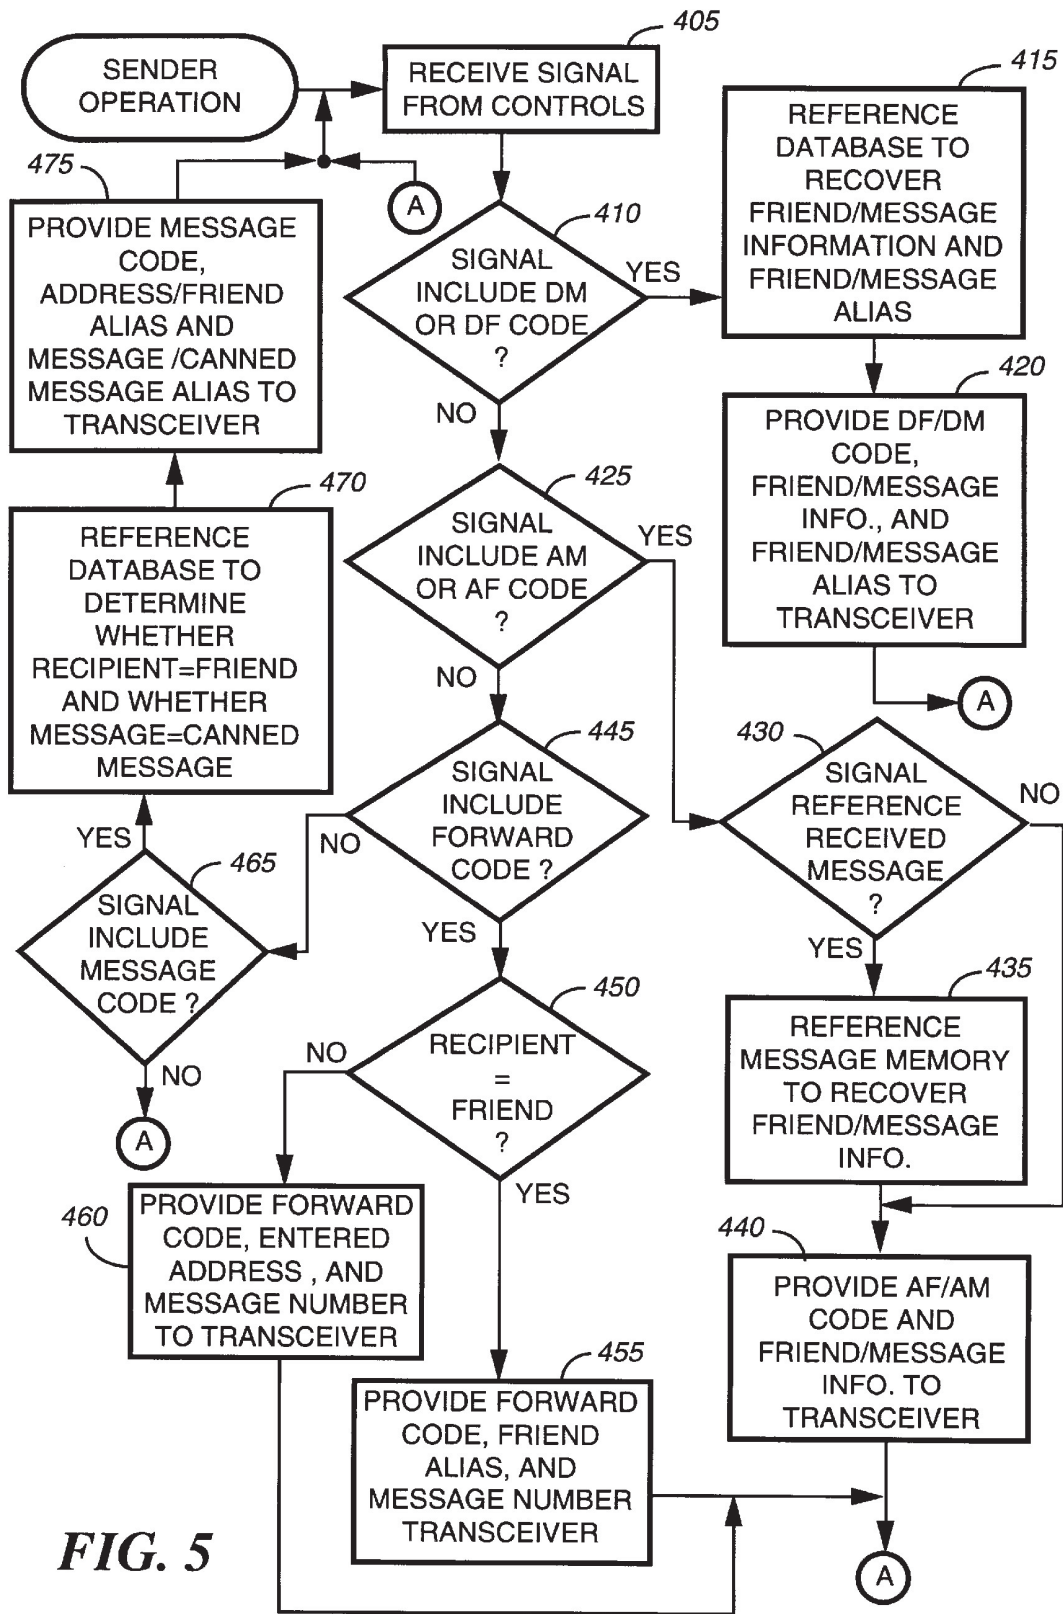 SENDER
OPERATION
405
RECEIVE SIGNAL
FROM CONTROLS
415
REFERENCE
DATABASE TO
RECOVER
FRIEND/MESSAGE
INFORMATION AND
FRIEND/MESSAGE
ALIAS
475
PROVIDE MESSAGE
CODE,
ADDRESS/FRIEND
ALIAS AND
MESSAGE /CANNED
MESSAGE ALIAS TO
TRANSCEIVER
A
410
SIGNAL
INCLUDE DM
OR DF CODE
?
YES
NO
420
PROVIDE DF/DM
CODE,
FRIEND/MESSAGE
INFO., AND
FRIEND/MESSAGE
ALIAS TO
TRANSCEIVER
A
470
REFERENCE
DATABASE TO
DETERMINE
WHETHER
RECIPIENT=FRIEND
AND WHETHER
MESSAGE=CANNED
MESSAGE
425
SIGNAL
INCLUDE AM
OR AF CODE
?
YES
NO
430
SIGNAL
REFERENCE
RECEIVED
MESSAGE
?
NO
YES
445
SIGNAL
INCLUDE
FORWARD
CODE ?
NO
YES
YES
465
SIGNAL
INCLUDE
MESSAGE
CODE ?
NO
A
435
REFERENCE
MESSAGE MEMORY
TO RECOVER
FRIEND/MESSAGE
INFO.
450
RECIPIENT
=
FRIEND
?
NO
YES
460
PROVIDE FORWARD
CODE, ENTERED
ADDRESS , AND
MESSAGE NUMBER
TO TRANSCEIVER
440
PROVIDE AF/AM
CODE AND
FRIEND/MESSAGE
INFO. TO
TRANSCEIVER
455
PROVIDE FORWARD
CODE, FRIEND
ALIAS, AND
MESSAGE NUMBER
TRANSCEIVER
A
FIG. 5